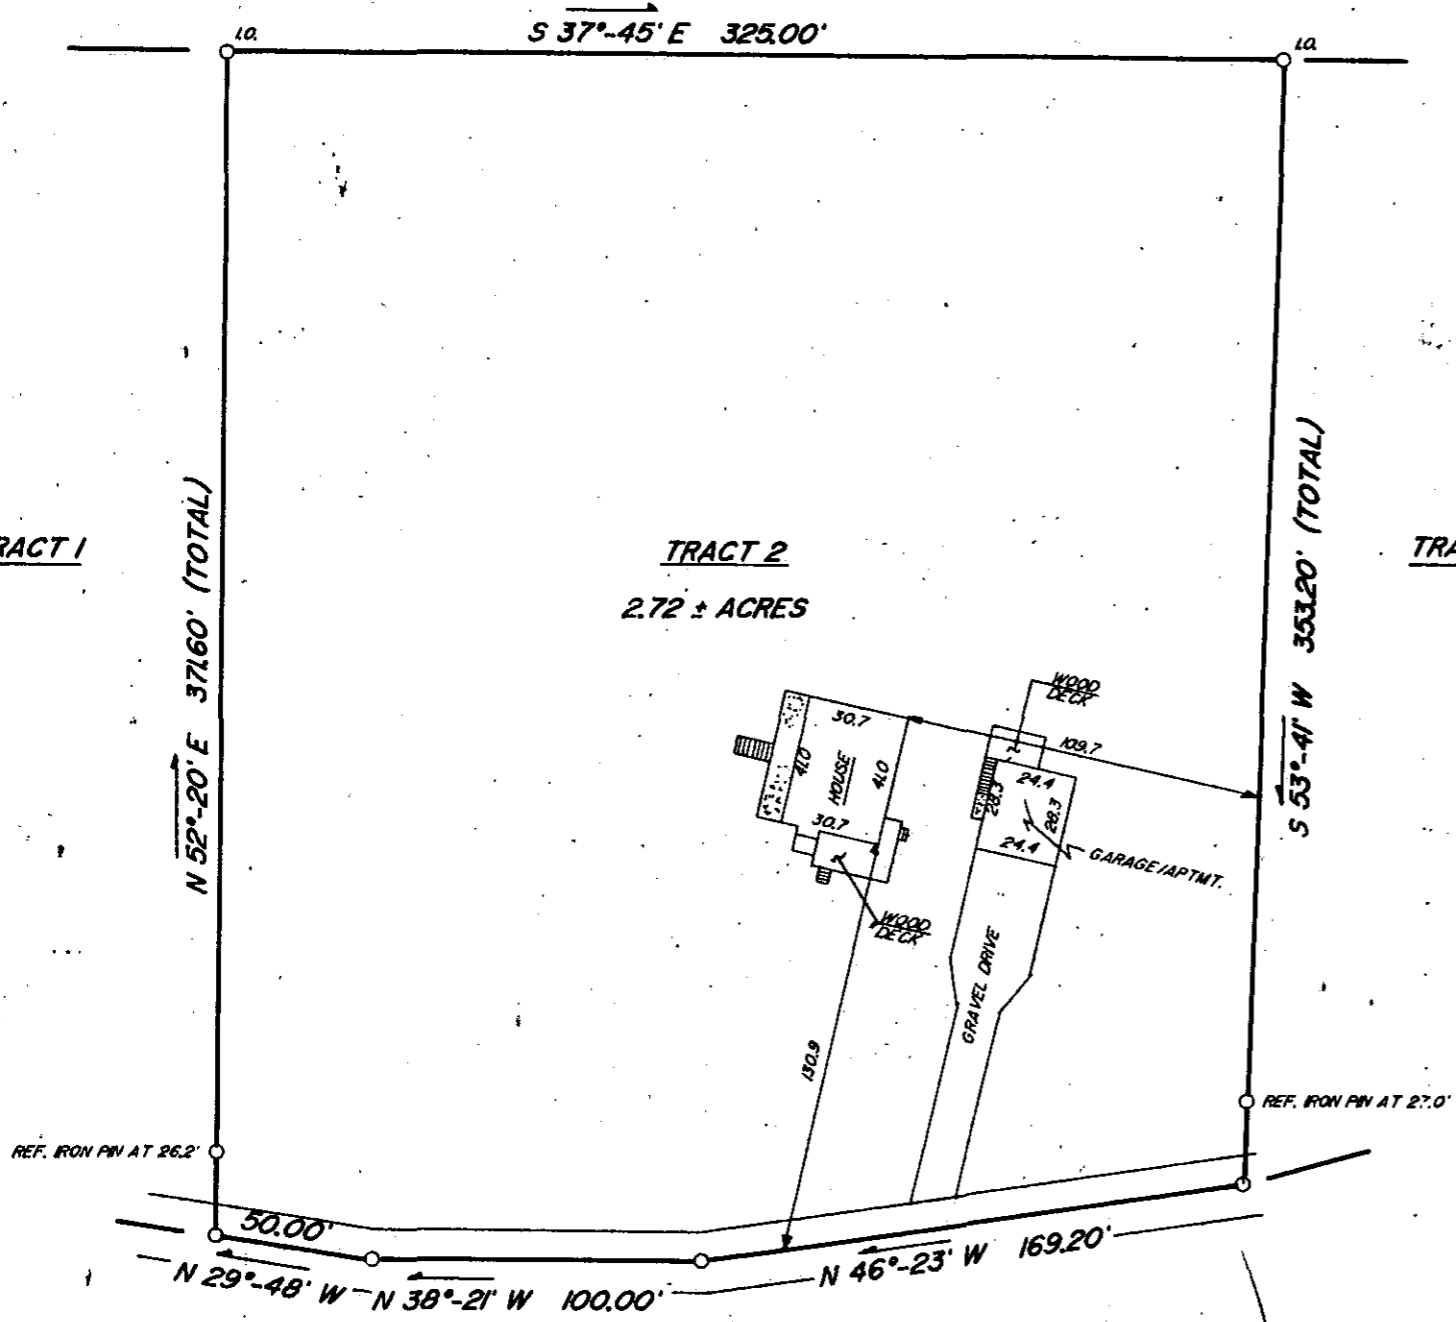 S 37°-45' E 325.00'
I.O.
I.O.
N 52°-20' E 371.60' (TOTAL)
S 53°-41' W 353.20' (TOTAL)
RACT 1
TRACT 2
TRA
2.72 ± ACRES
WOOD
DECK
30.7
109.7
41.0
HOUSE
41.0
24.4
28.3
28.3
30.7
24.4
GARAGE/APTMT.
WOOD
DECK
GRAVEL DRIVE
130.9
REF. IRON PIN AT 27.0'
REF. IRON PIN AT 26.2'
50.00'
N 29°-48' W
N 38°-21' W 100.00'
N 46°-23' W 169.20'